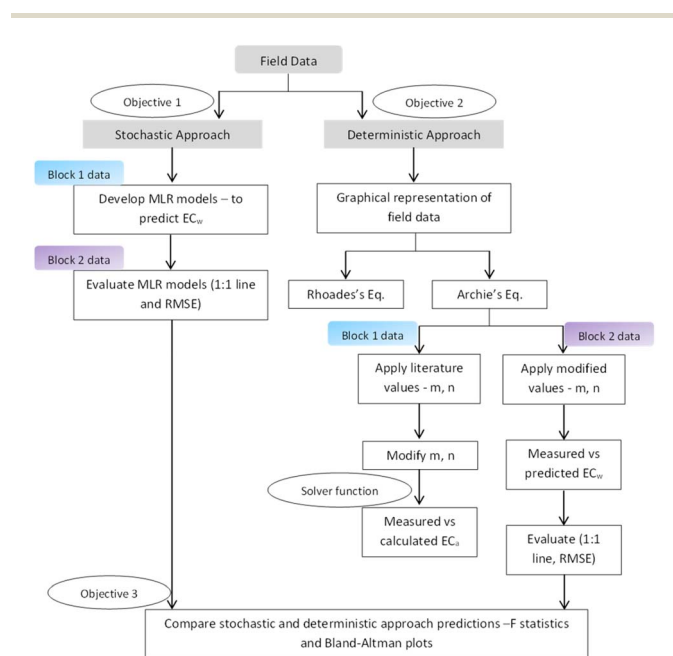 Field Data
Objective 1
Objective 2
Stochastic Approach
Deterministic Approach
Block 1 data
Develop MLR models – to
predict ECw
Graphical representation of
field data
Block 2 data
Evaluate MLR models (1:1 line
and RMSE)
Rhoades's Eq.
Archie's Eq.
Block 1 data
Block 2 data
Apply literature
values - m, n
Apply modified
values - m, n
Modify m, n
Measured vs
predicted ECw
Solver function
Measured vs
calculated ECa
Evaluate (1:1
line, RMSE)
Objective 3
Compare stochastic and deterministic approach predictions –F statistics
and Bland-Altman plots